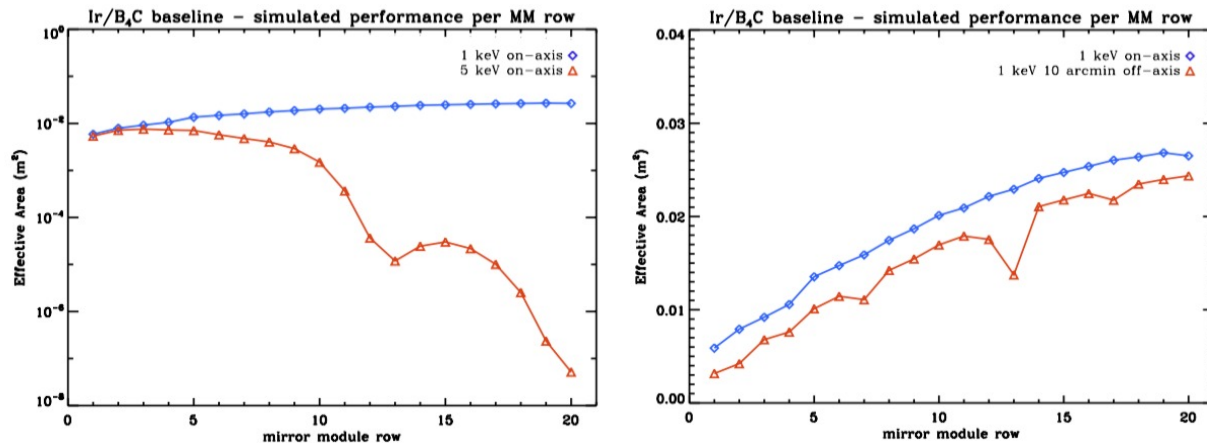 Ir/B₄C baseline – simulated performance per MM row
10⁰
10⁻²
10⁻⁴
10⁻⁶
10⁻⁸
Effective Area (m²)
1 keV on-axis
5 keV on-axis
0 5 10 15 20
mirror module row
Ir/B₄C baseline – simulated performance per MM row
0.04
0.03
0.02
0.01
0.00
Effective Area (m²)
1 keV on-axis
1 keV 10 arcmin off-axis
0 5 10 15 20
mirror module row